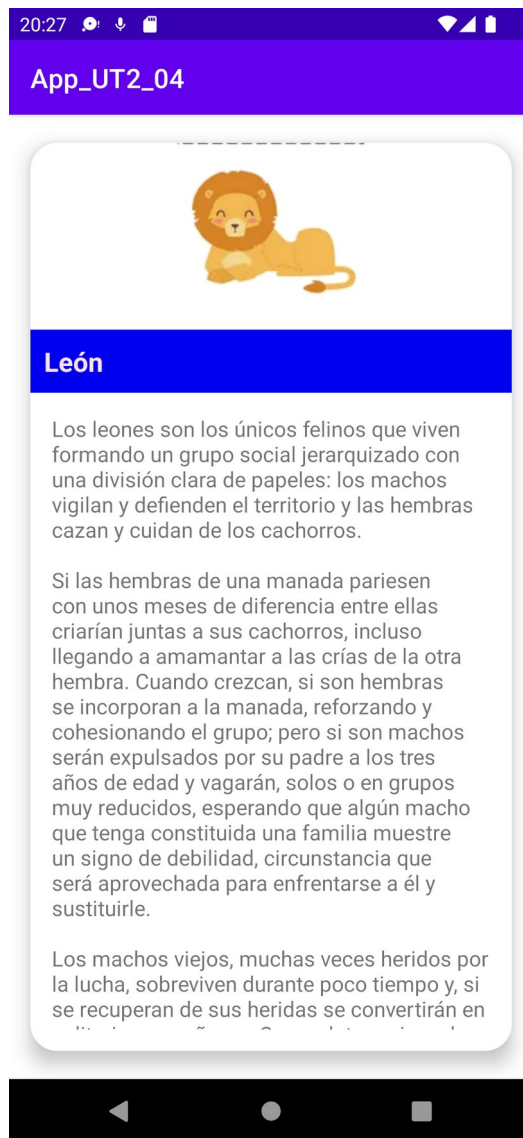 20:27
App_UT2_04
León
Los leones son los únicos felinos que viven
formando un grupo social jerarquizado con
una división clara de papeles: los machos
vigilan y defienden el territorio y las hembras
cazan y cuidan de los cachorros.
Si las hembras de una manada pariesen
con unos meses de diferencia entre ellas
criarían juntas a sus cachorros, incluso
llegando a amamantar a las crías de la otra
hembra. Cuando crezcan, si son hembras
se incorporan a la manada, reforzando y
cohesionando el grupo; pero si son machos
serán expulsados por su padre a los tres
años de edad y vagarán, solos o en grupos
muy reducidos, esperando que algún macho
que tenga constituida una familia muestre
un signo de debilidad, circunstancia que
será aprovechada para enfrentarse a él y
sustituirle.
Los machos viejos, muchas veces heridos por
la lucha, sobreviven durante poco tiempo y, si
se recuperan de sus heridas se convertirán en